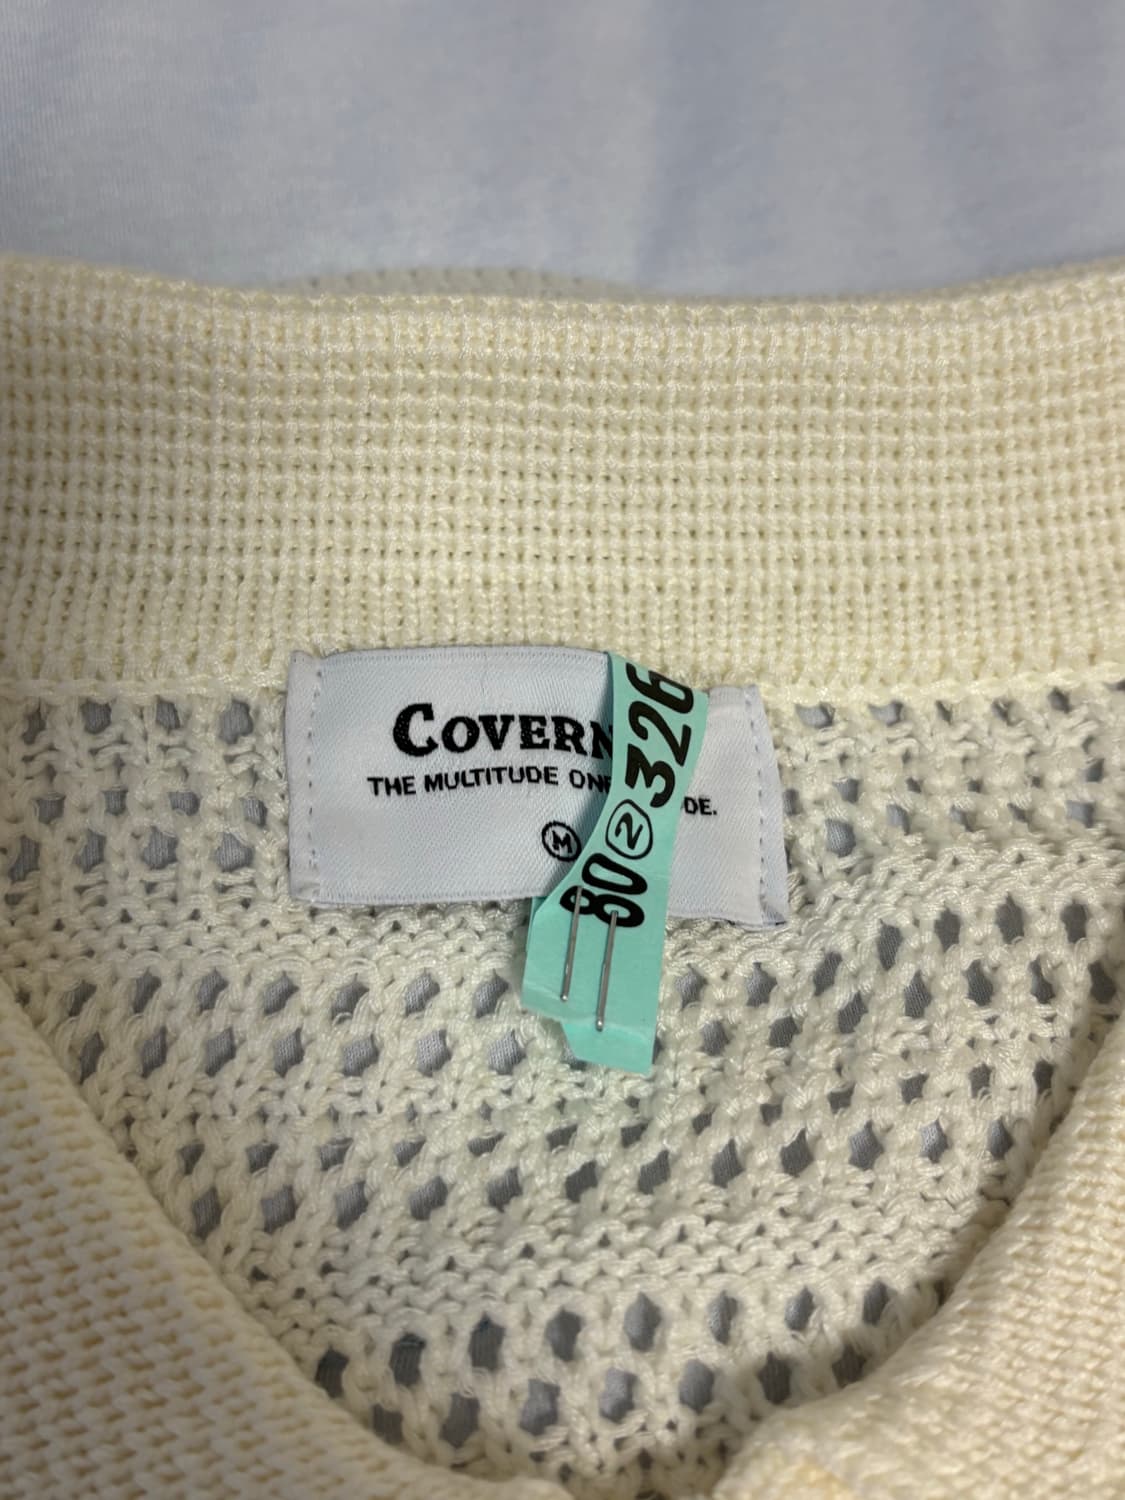 COVERN
THE MULTITUDE ONE DE.
M
80 2 326